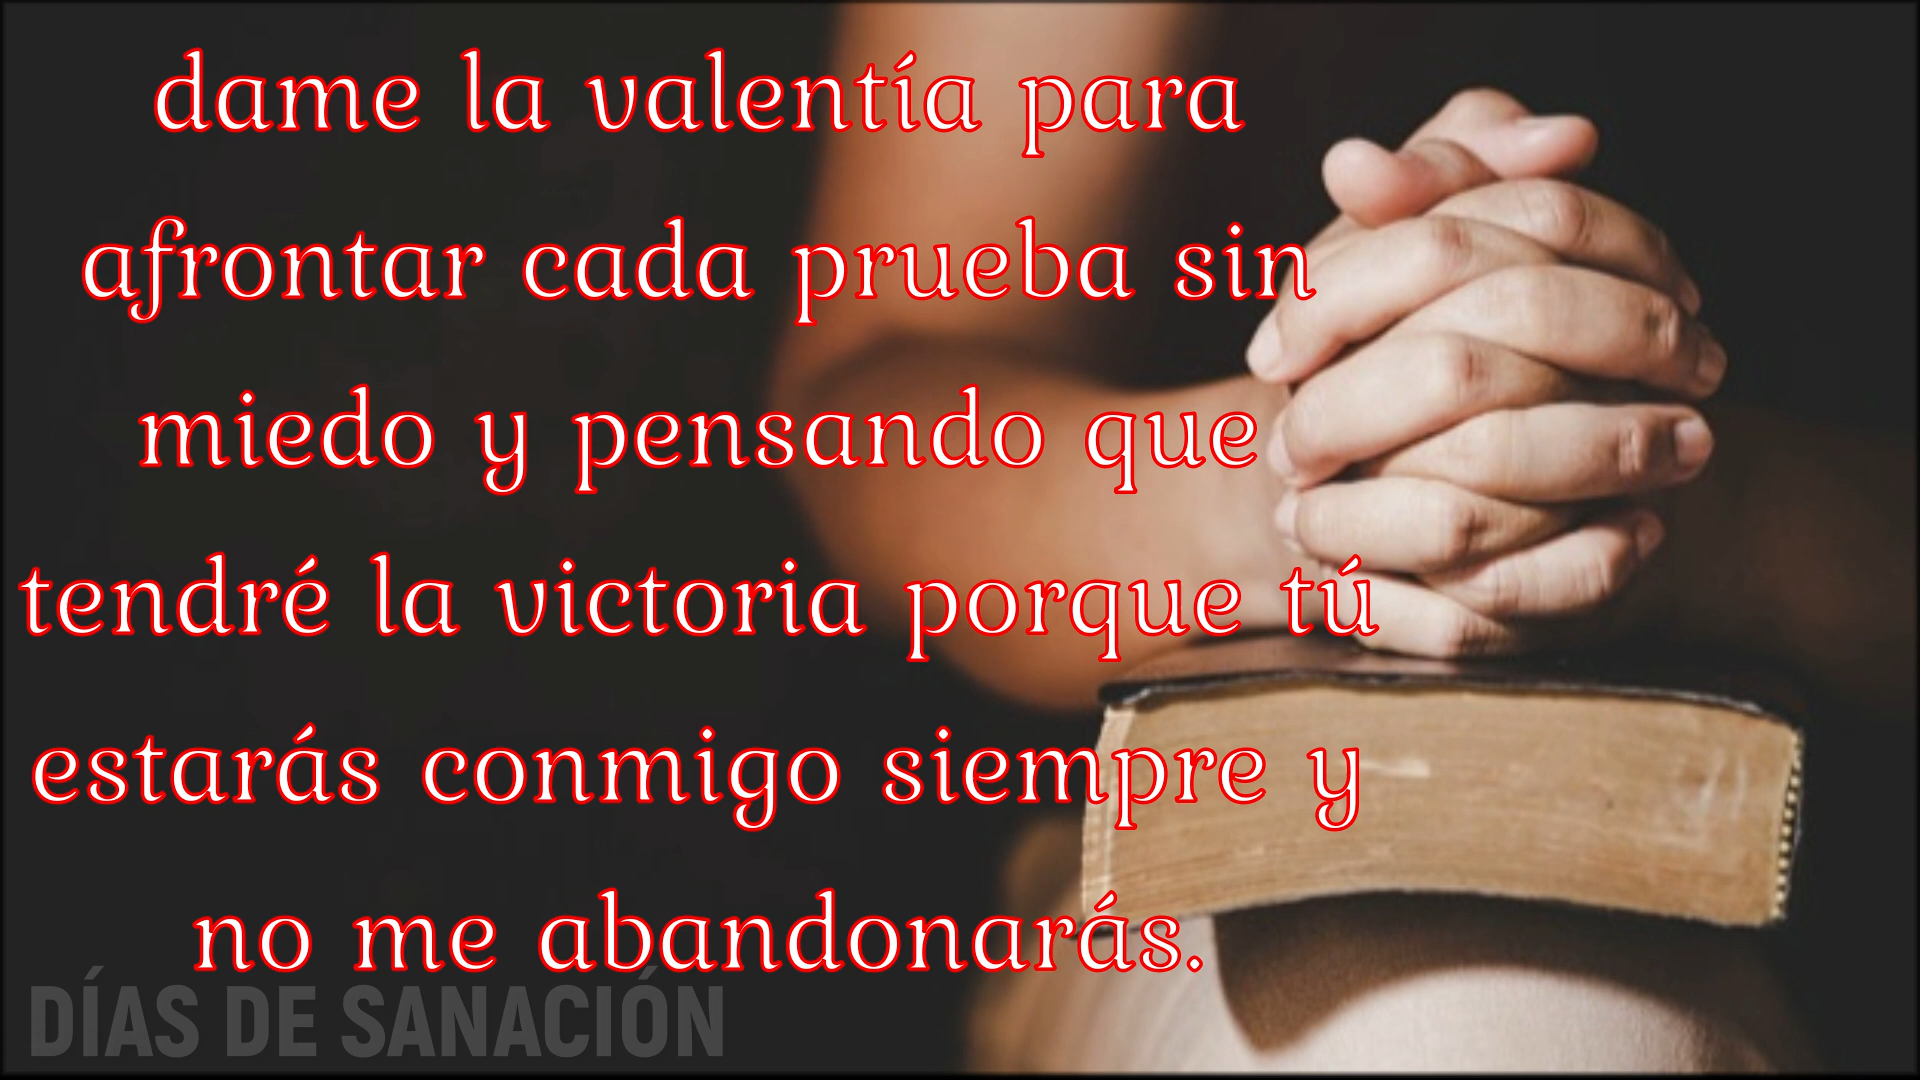 dame la valentía para
afrontar cada prueba sin
miedo y pensando que
tendré la victoria porque tú
estarás conmigo siempre y
no me abandonarás.
DÍAS DE SANACIÓN